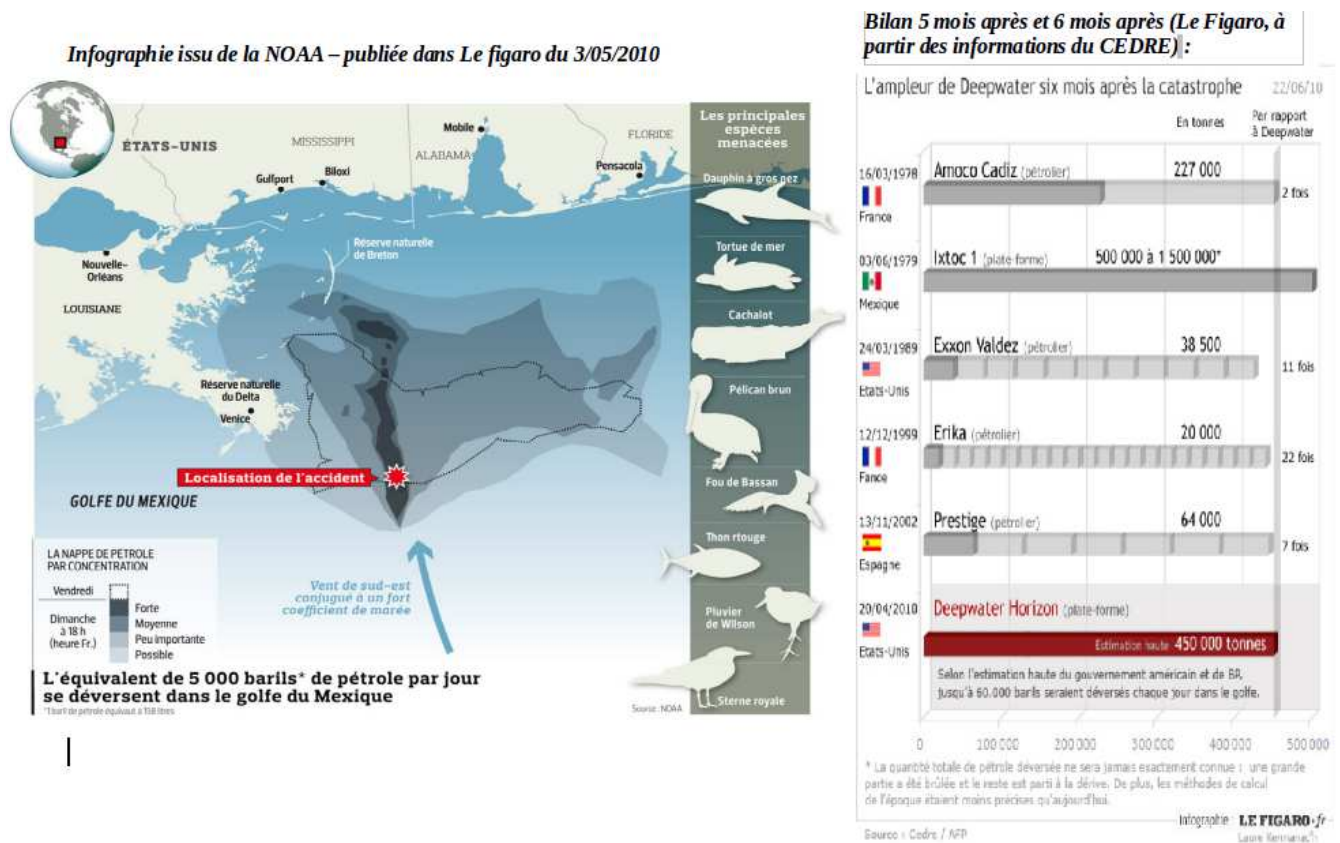 Infographie issu de la NOAA – publiée dans Le figaro du 3/05/2010
ÉTATS-UNIS
MISSISSIPPI
Mobile
ALABAMA
FLORIDE
Gulfport
Biloxi
Pensacola
Nouvelle-
Orléans
Réserve naturelle
de Breton
LOUISIANE
Réserve naturelle
du Delta
Venice
Localisation de l'accident
GOLFE DU MEXIQUE
LA NAPPE DE PÉTROLE
PAR CONCENTRATION
Vendredi
Dimanche
à 18 h
(heure Fr.)
Forte
Moyenne
Peu importante
Possible
Vent de sud-est
conjugué à un fort
coefficient de marée
L'équivalent de 5 000 barils* de pétrole par jour
se déversent dans le golfe du Mexique
Source : NOAA
Les principales
espèces
menacées
Dauphin à gros nez
Tortue de mer
Cachalot
Pélican brun
Fou de Bassan
Thon rtouge
Pluvier
de Wilson
Sterne royale
Bilan 5 mois après et 6 mois après (Le Figaro, à
partir des informations du CEDRE) :
L'ampleur de Deepwater six mois après la catastrophe 22/06/10
En tonnes
Par rapport
à Deepwater
16/03/1978
France
Amoco Cadiz (pétrolier) 227 000
2 fois
03/06/1979
Mexique
Ixtoc 1 (plate-forme) 500 000 à 1 500 000*
24/03/1989
Etats-Unis
Exxon Valdez (pétrolier) 38 500
11 fois
12/12/1999
Fance
Erika (pétrolier) 20 000
22 fois
13/11/2002
Espagne
Prestige (pétrolier) 64 000
7 fois
20/04/2010
Etats-Unis
Deepwater Horizon (plate-forme)
Estimation haute 450 000 tonnes
Selon l'estimation haute du gouvernement américain et de BP,
jusqu'à 60.000 barils seraient déversés chaque jour dans le golfe.
0 100 000 200 000 300 000 400 000 500 000
* La quantité totale de pétrole déversée ne sera jamais exactement connue : une grande
partie a été brûlée et le reste est parti à la dérive. De plus, les méthodes de calcul
de l'époque étaient moins précises qu'aujourd'hui.
Infographie LE FIGARO·fr
Source : Cedre / AFP